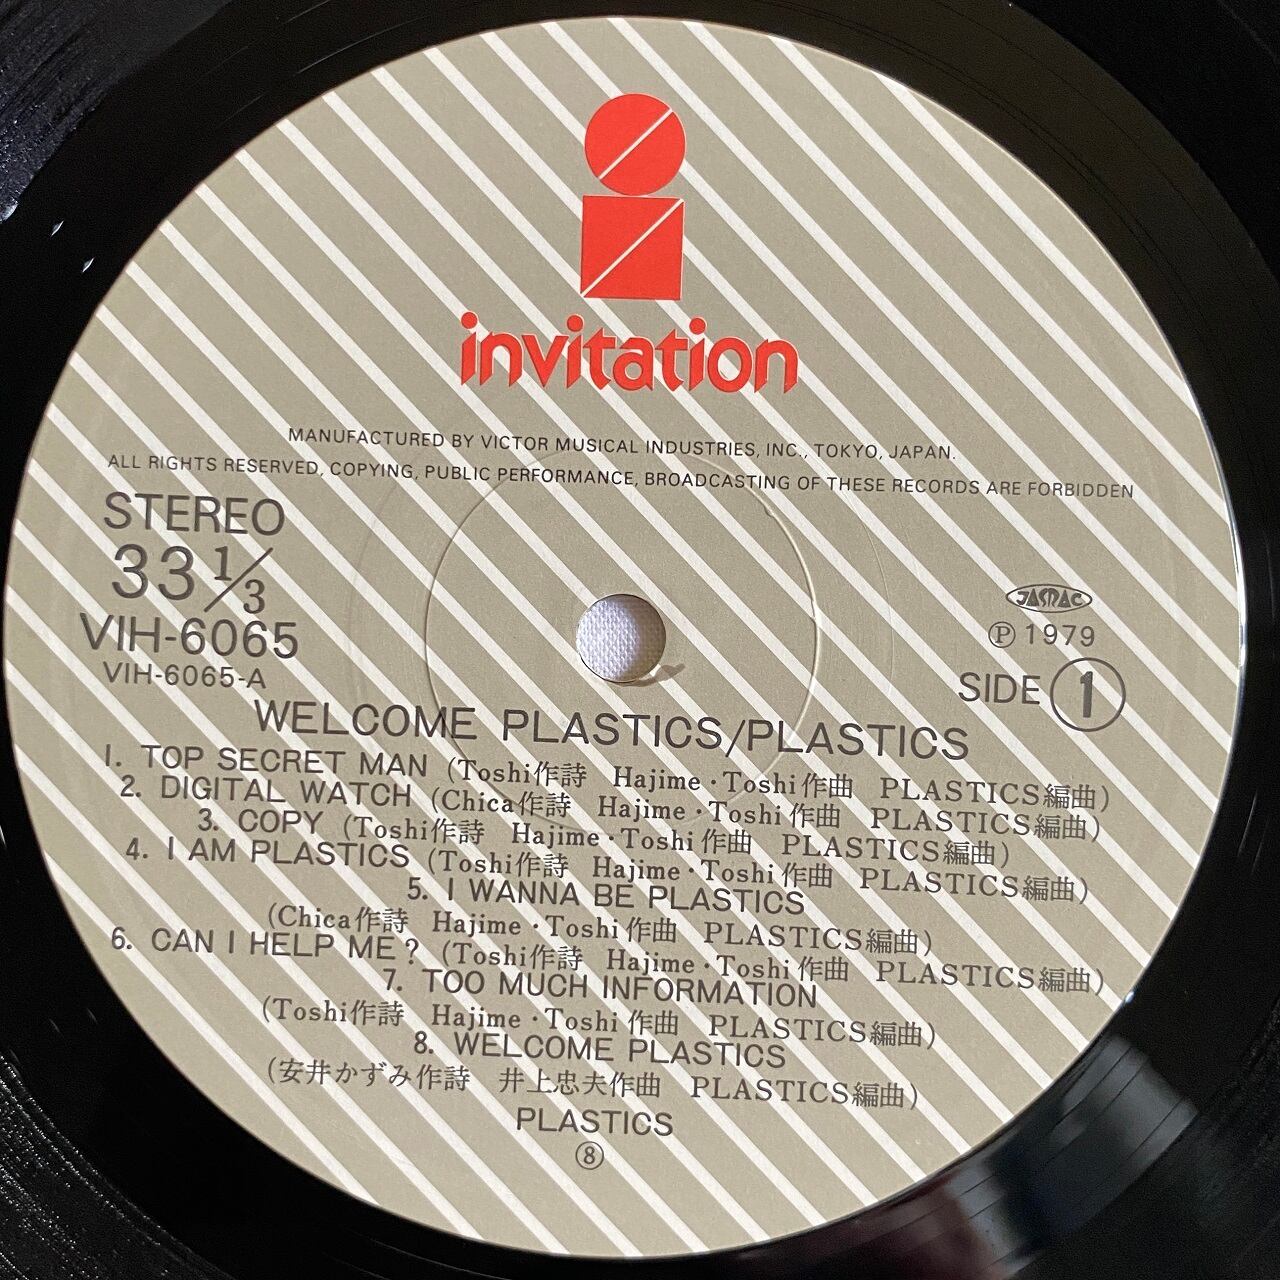 invitation
MANUFACTURED BY VICTOR MUSICAL INDUSTRIES, INC., TOKYO, JAPAN.
ALL RIGHTS RESERVED, COPYING, PUBLIC PERFORMANCE, BROADCASTING OF THESE RECORDS ARE FORBIDDEN
STEREO
33 1/3
VIH-6065
VIH-6065-A
JASRAC
Ⓟ 1979
SIDE 1
WELCOME PLASTICS/PLASTICS
1. TOP SECRET MAN (Toshi作詩 Hajime・Toshi作曲 PLASTICS編曲)
2. DIGITAL WATCH (Chica作詩 Hajime・Toshi作曲 PLASTICS編曲)
3. COPY (Toshi作詩 Hajime・Toshi作曲 PLASTICS編曲)
4. I AM PLASTICS (Toshi作詩 Hajime・Toshi作曲 PLASTICS編曲)
5. I WANNA BE PLASTICS
(Chica作詩 Hajime・Toshi作曲 PLASTICS編曲)
6. CAN I HELP ME? (Toshi作詩 Hajime・Toshi作曲 PLASTICS編曲)
7. TOO MUCH INFORMATION
(Toshi作詩 Hajime・Toshi作曲 PLASTICS編曲)
8. WELCOME PLASTICS
(安井かずみ作詩 井上忠夫作曲 PLASTICS編曲)
PLASTICS
⑧